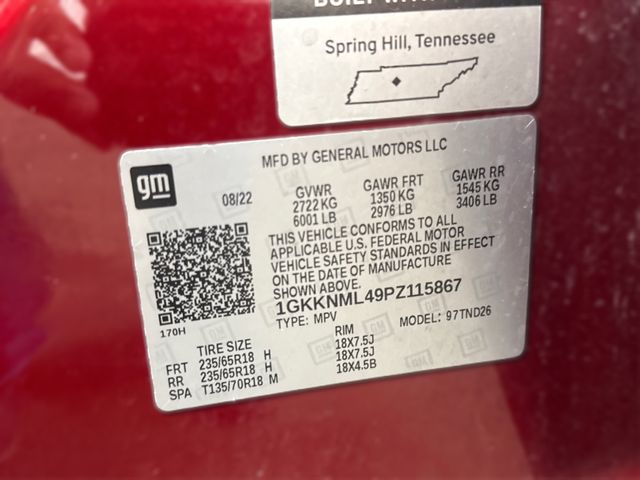 BUILT WITH
Spring Hill, Tennessee
gm
MFD BY GENERAL MOTORS LLC
08/22
GVWR GAWR FRT GAWR RR
2722 KG 1350 KG 1545 KG
6001 LB 2976 LB 3406 LB
THIS VEHICLE CONFORMS TO ALL
APPLICABLE U.S. FEDERAL MOTOR
VEHICLE SAFETY STANDARDS IN EFFECT
ON THE DATE OF MANUFACTURE
SHOWN ABOVE.
1GKKNML49PZ115867
TYPE: MPV MODEL: 97TND26
170H
TIRE SIZE RIM
FRT 235/65R18 H 18X7.5J
RR 235/65R18 H 18X7.5J
SPA T135/70R18 M 18X4.5B